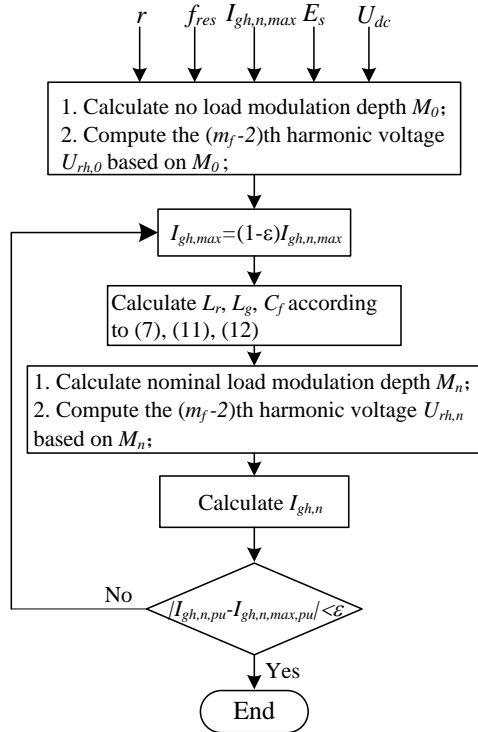 r f_res I_gh,n,max E_s U_dc
1. Calculate no load modulation depth M_0;
2. Compute the (m_f-2)th harmonic voltage
U_rh,0 based on M_0;
I_gh,max=(1-ε)I_gh,n,max
Calculate L_r, L_g, C_f according
to (7), (11), (12)
1. Calculate nominal load modulation depth M_n;
2. Compute the (m_f-2)th harmonic voltage U_rh,n
based on M_n;
Calculate I_gh,n
No
|I_gh,n,pu-I_gh,n,max,pu|<ε
Yes
End